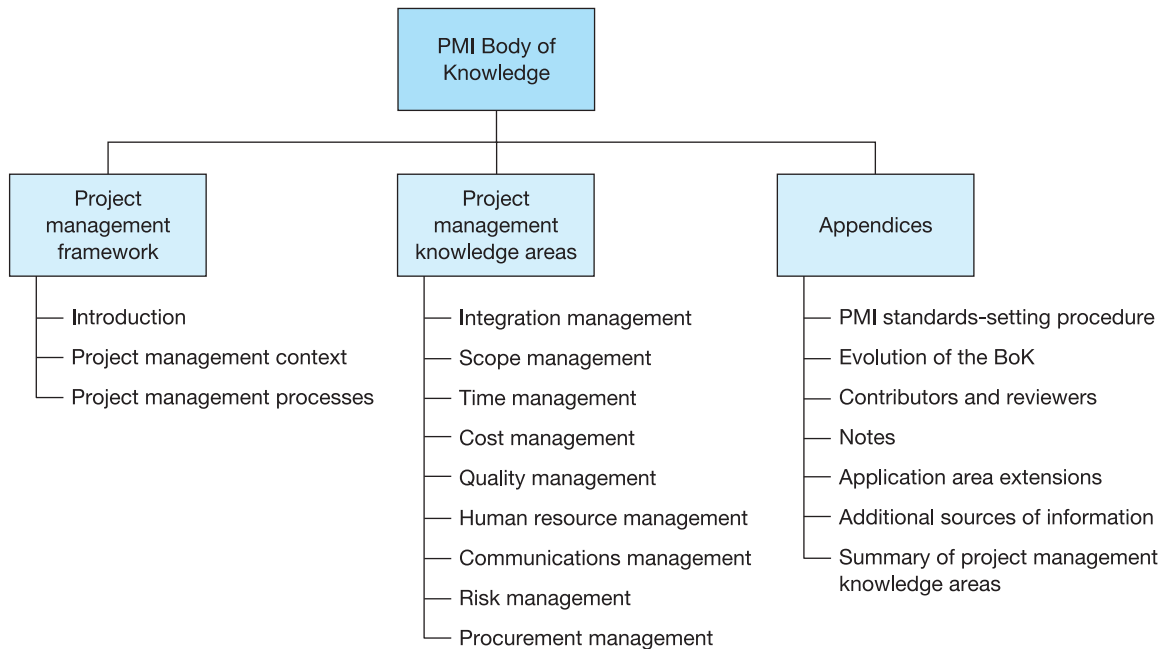 PMI Body of
Knowledge
Project
management
framework
Introduction
Project management context
Project management processes
Project
management
knowledge areas
Integration management
Scope management
Time management
Cost management
Quality management
Human resource management
Communications management
Risk management
Procurement management
Appendices
PMI standards-setting procedure
Evolution of the BoK
Contributors and reviewers
Notes
Application area extensions
Additional sources of information
Summary of project management
knowledge areas